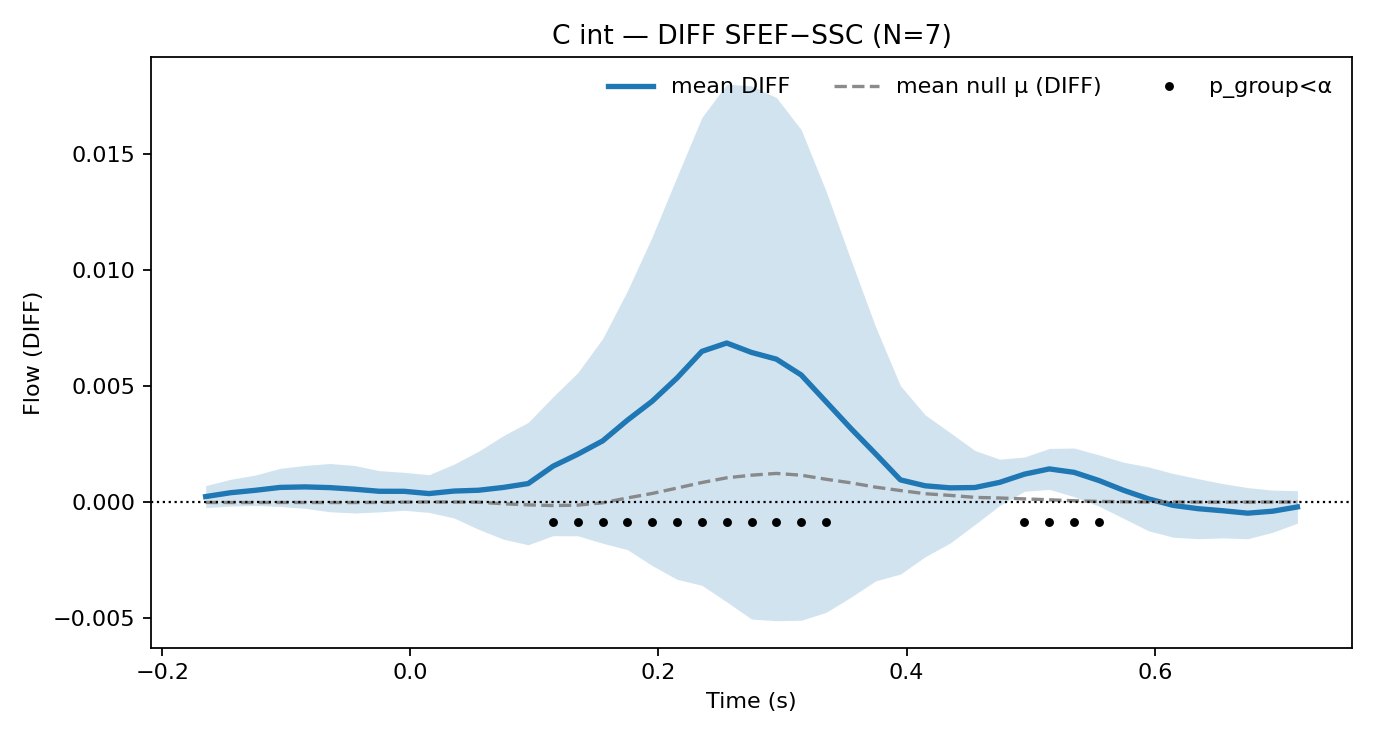 C int — DIFF SFEF−SSC (N=7)
mean DIFF
mean null μ (DIFF)
p_group<α
Flow (DIFF)
0.015
0.010
0.005
0.000
−0.005
−0.2
0.0
0.2
0.4
0.6
Time (s)